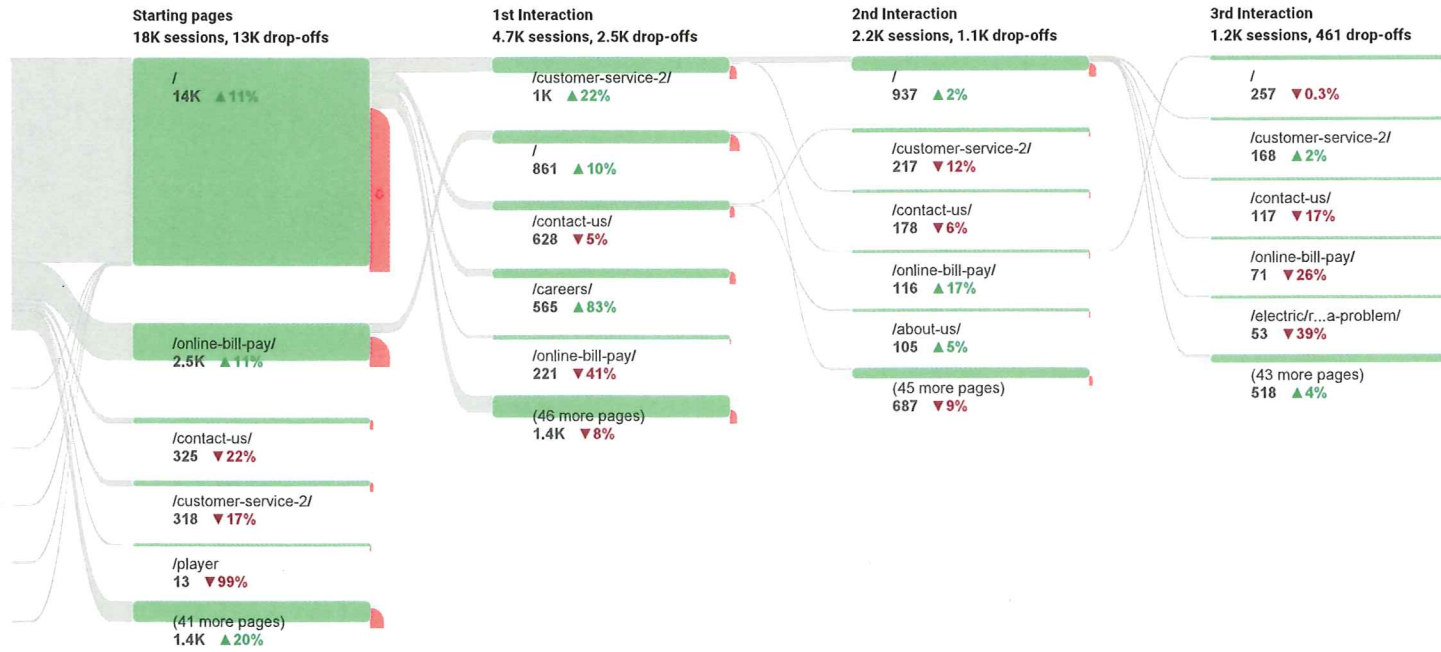 Starting pages
18K sessions, 13K drop-offs
/
14K ▲11%
/online-bill-pay/
2.5K ▲11%
/contact-us/
325 ▼22%
/customer-service-2/
318 ▼17%
/player
13 ▼99%
(41 more pages)
1.4K ▲20%
1st Interaction
4.7K sessions, 2.5K drop-offs
/customer-service-2/
1K ▲22%
/
861 ▲10%
/contact-us/
628 ▼5%
/careers/
565 ▲83%
/online-bill-pay/
221 ▼41%
(46 more pages)
1.4K ▼8%
2nd Interaction
2.2K sessions, 1.1K drop-offs
/
937 ▲2%
/customer-service-2/
217 ▼12%
/contact-us/
178 ▼6%
/online-bill-pay/
116 ▲17%
/about-us/
105 ▲5%
(45 more pages)
687 ▼9%
3rd Interaction
1.2K sessions, 461 drop-offs
/
257 ▼0.3%
/customer-service-2/
168 ▲2%
/contact-us/
117 ▼17%
/online-bill-pay/
71 ▼26%
/electric/r...a-problem/
53 ▼39%
(43 more pages)
518 ▲4%